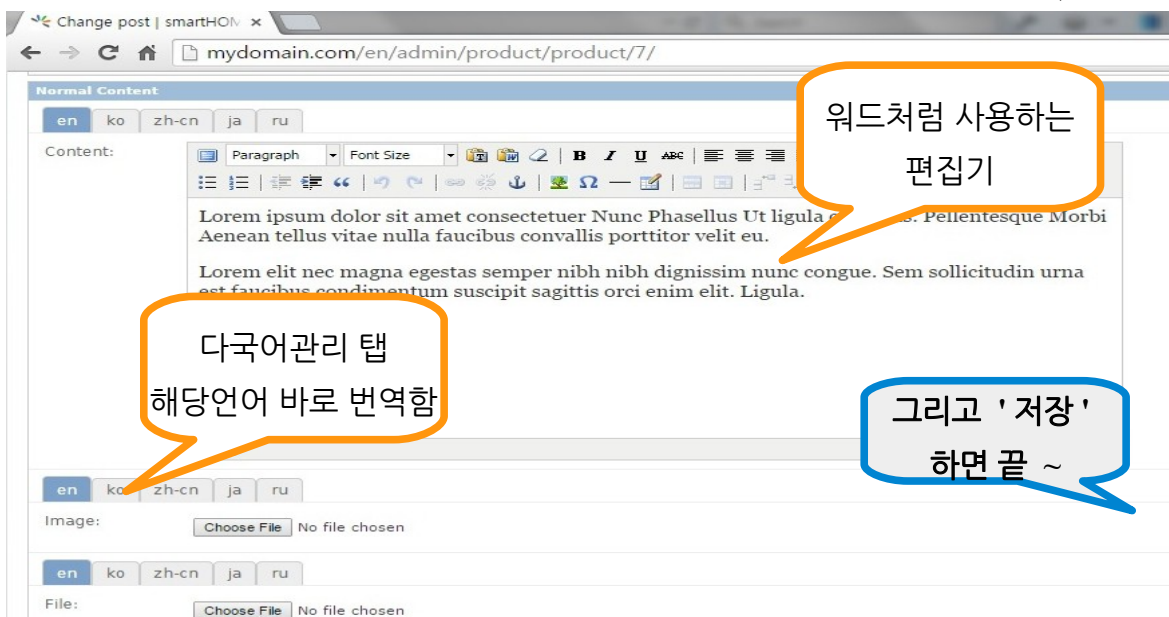 Change post | smartHOM
mydomain.com/en/admin/product/product/7/
Normal Content
en ko zh-cn ja ru
워드처럼 사용하는
편집기
Content:
Paragraph Font Size B I U ABC
Lorem ipsum dolor sit amet consectetuer Nunc Phasellus Ut ligula Pellentesque Morbi
Aenean tellus vitae nulla faucibus convallis porttitor velit eu.
Lorem elit nec magna egestas semper nibh nibh dignissim nunc congue. Sem sollicitudin urna
est faucibus condimentum suscipit sagittis orci enim elit. Ligula.
다국어관리 탭
해당언어 바로 번역함
그리고 ' 저장 '
하면 끝 ~
en ko zh-cn ja ru
Image:
Choose File No file chosen
en ko zh-cn ja ru
File:
Choose File No file chosen